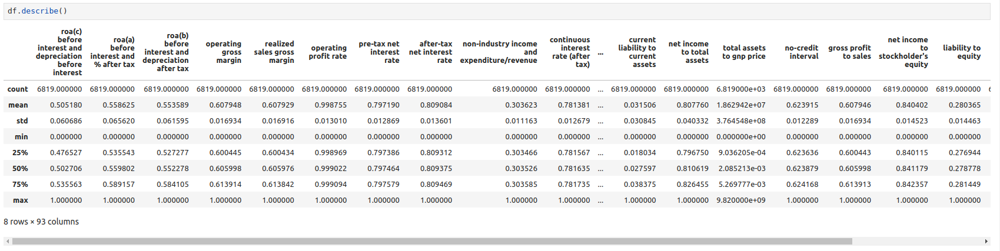 df.describe()
roa(c) before interest and depreciation before interest roa(a) before interest and % after tax roa(b) before interest and depreciation after tax operating gross margin realized sales gross margin operating profit rate pre-tax net interest rate after-tax net interest rate non-industry income and expenditure/revenue continuous interest rate (after tax) ... current liability to current assets net income to total assets total assets to gnp price no-credit interval gross profit to sales net income to stockholder's equity liability to equity
count 6819.000000 6819.000000 6819.000000 6819.000000 6819.000000 6819.000000 6819.000000 6819.000000 6819.000000 6819.000000 ... 6819.000000 6819.000000 6.819000e+03 6819.000000 6819.000000 6819.000000 6819.000000
mean 0.505180 0.558625 0.553589 0.607948 0.607929 0.998755 0.797190 0.809084 0.303623 0.781381 ... 0.031506 0.807760 1.862942e+07 0.623915 0.607946 0.840402 0.280365
std 0.060686 0.065620 0.061595 0.016934 0.016916 0.013010 0.012869 0.013601 0.011163 0.012679 ... 0.030845 0.040332 3.764548e+08 0.012289 0.016934 0.014523 0.014463
min 0.000000 0.000000 0.000000 0.000000 0.000000 0.000000 0.000000 0.000000 0.000000 0.000000 ... 0.000000 0.000000 0.000000e+00 0.000000 0.000000 0.000000 0.000000
25% 0.476527 0.535543 0.527277 0.600445 0.600434 0.998969 0.797386 0.809312 0.303466 0.781567 ... 0.018034 0.796750 9.036205e-04 0.623636 0.600443 0.840115 0.276944
50% 0.502706 0.559802 0.552278 0.605998 0.605976 0.999022 0.797464 0.809375 0.303526 0.781635 ... 0.027597 0.810619 2.085213e-03 0.623879 0.605998 0.841179 0.278778
75% 0.535563 0.589157 0.584105 0.613914 0.613842 0.999094 0.797579 0.809469 0.303585 0.781735 ... 0.038375 0.826455 5.269777e-03 0.624168 0.613913 0.842357 0.281449
max 1.000000 1.000000 1.000000 1.000000 1.000000 1.000000 1.000000 1.000000 1.000000 1.000000 ... 1.000000 1.000000 9.820000e+09 1.000000 1.000000 1.000000 1.000000
8 rows × 93 columns